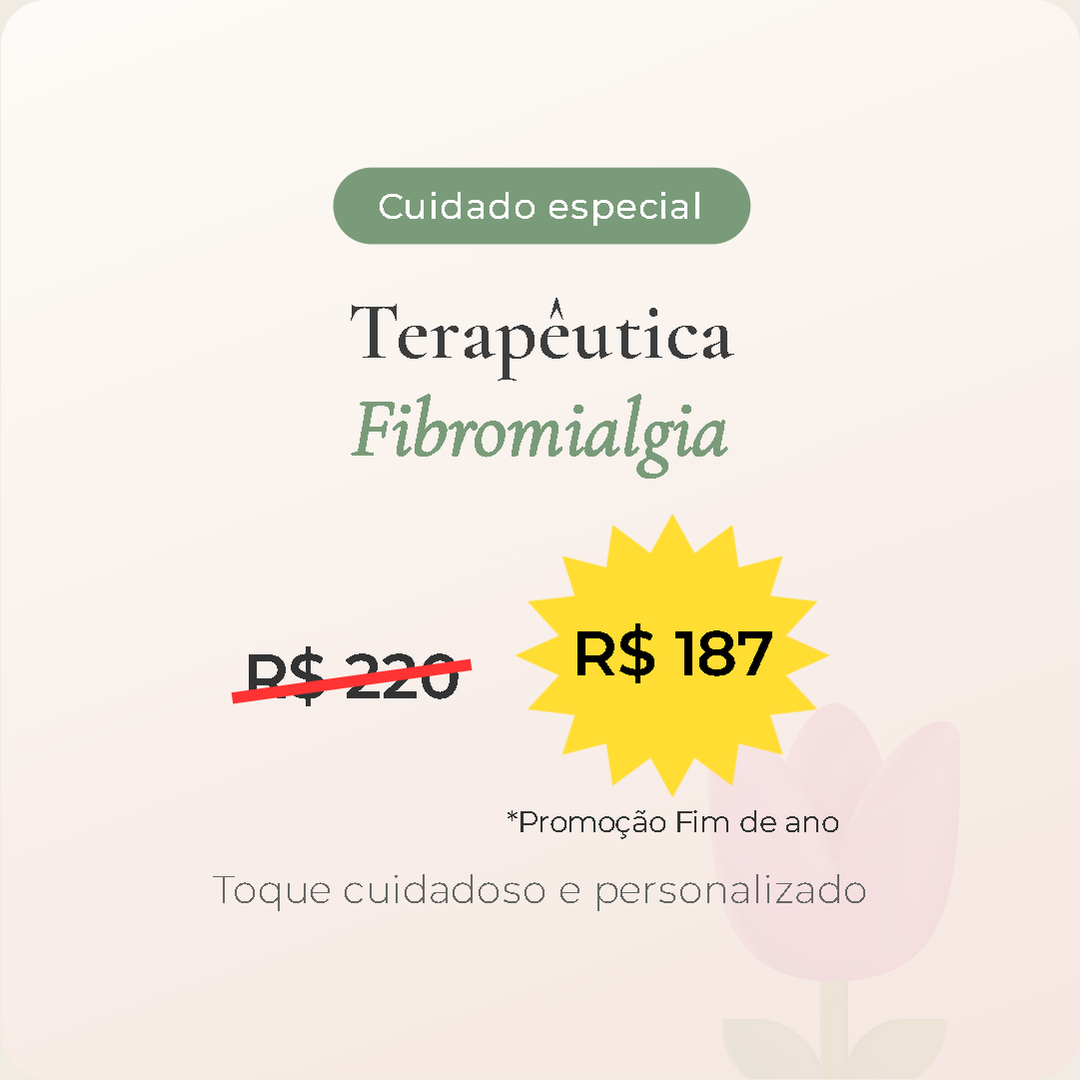 Cuidado especial
Terapêutica
Fibromialgia
R$ 220
R$ 187
*Promoção Fim de ano
Toque cuidadoso e personalizado